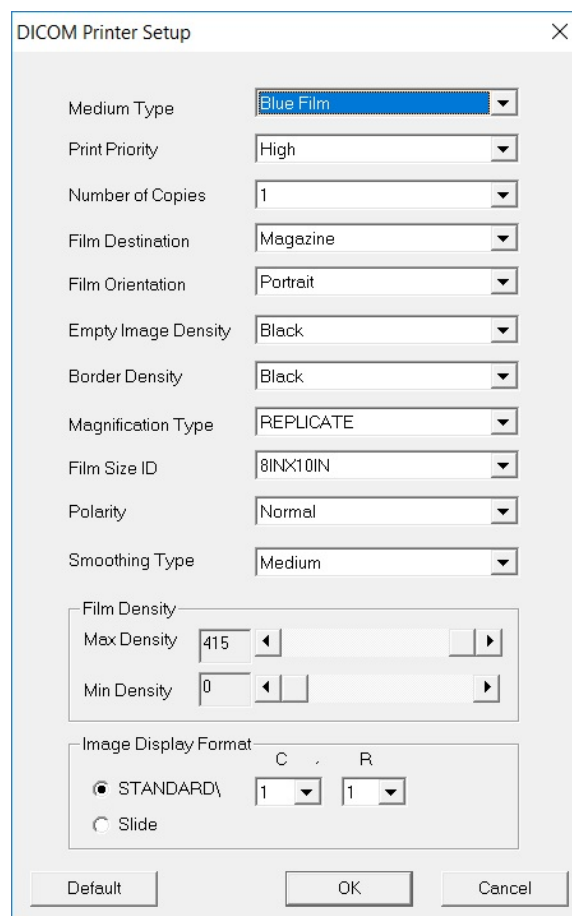 DICOM Printer Setup
Medium Type Blue Film
Print Priority High
Number of Copies 1
Film Destination Magazine
Film Orientation Portrait
Empty Image Density Black
Border Density Black
Magnification Type REPLICATE
Film Size ID 8INX10IN
Polarity Normal
Smoothing Type Medium
Film Density
Max Density 415
Min Density 0
Image Display Format
C , R
STANDARD\ 1 1
Slide
Default OK Cancel